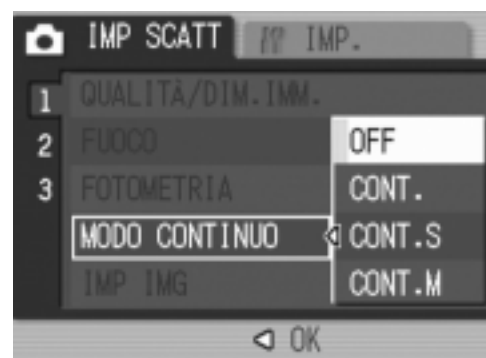 IMP SCATT IMP.
1 QUALITÀ/DIM.IMM.
2 FUOCO OFF
3 FOTOMETRIA CONT.
MODO CONTINUO CONT.S
IMP IMG CONT.M
OK